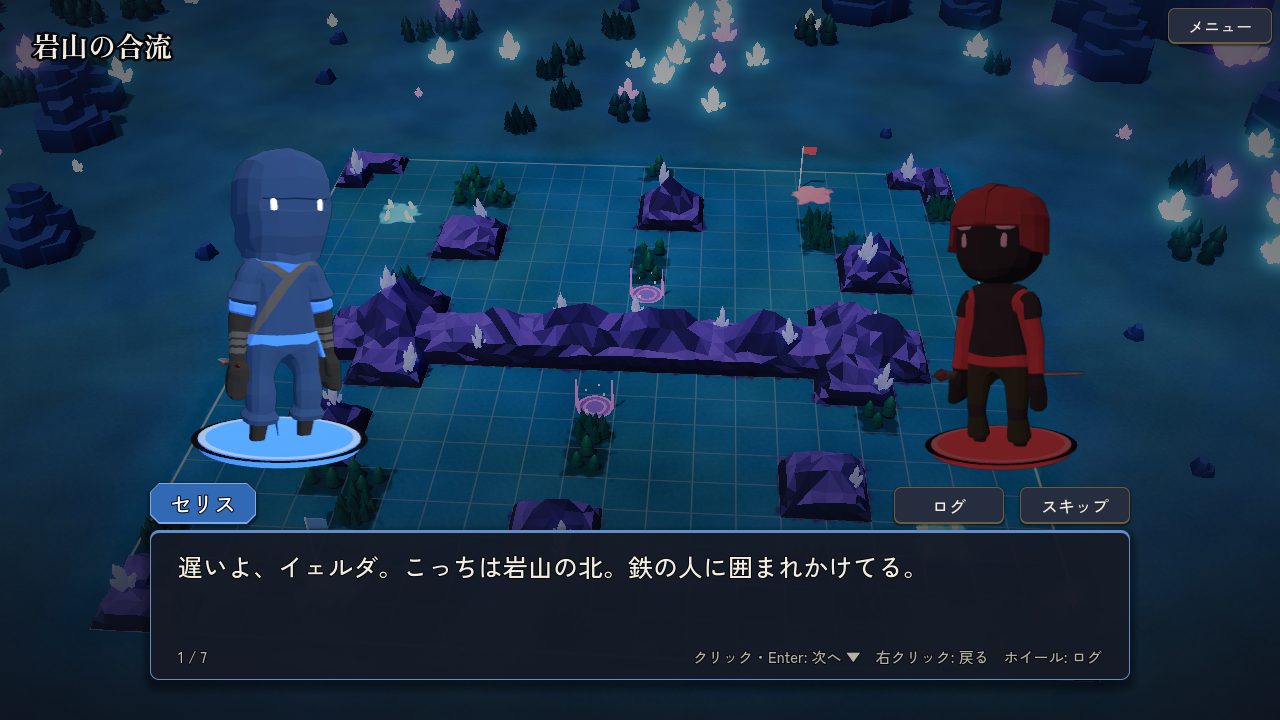 岩山の合流
メニュー
セリス
ログ
スキップ
遅いよ、イェルダ。こっちは岩山の北。鉄の人に囲まれかけてる。
1 / 7
クリック・Enter: 次へ ▼ 右クリック: 戻る ホイール: ログ